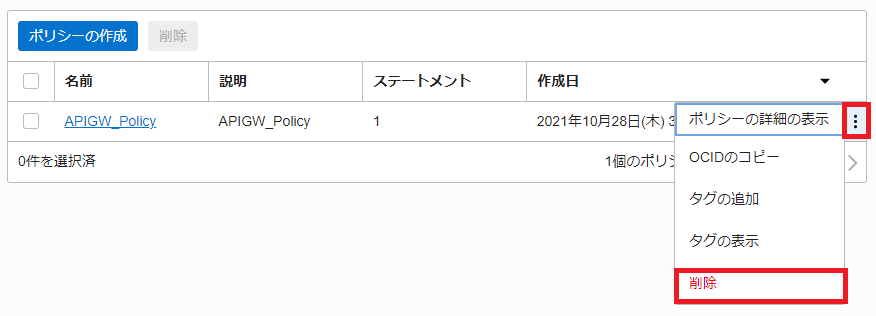 ポリシーの作成 削除
名前 説明 ステートメント 作成日
APIGW_Policy APIGW_Policy 1 2021年10月28日(木) 3
0件を選択済 1個のポリシ
ポリシーの詳細の表示
OCIDのコピー
タグの追加
タグの表示
削除